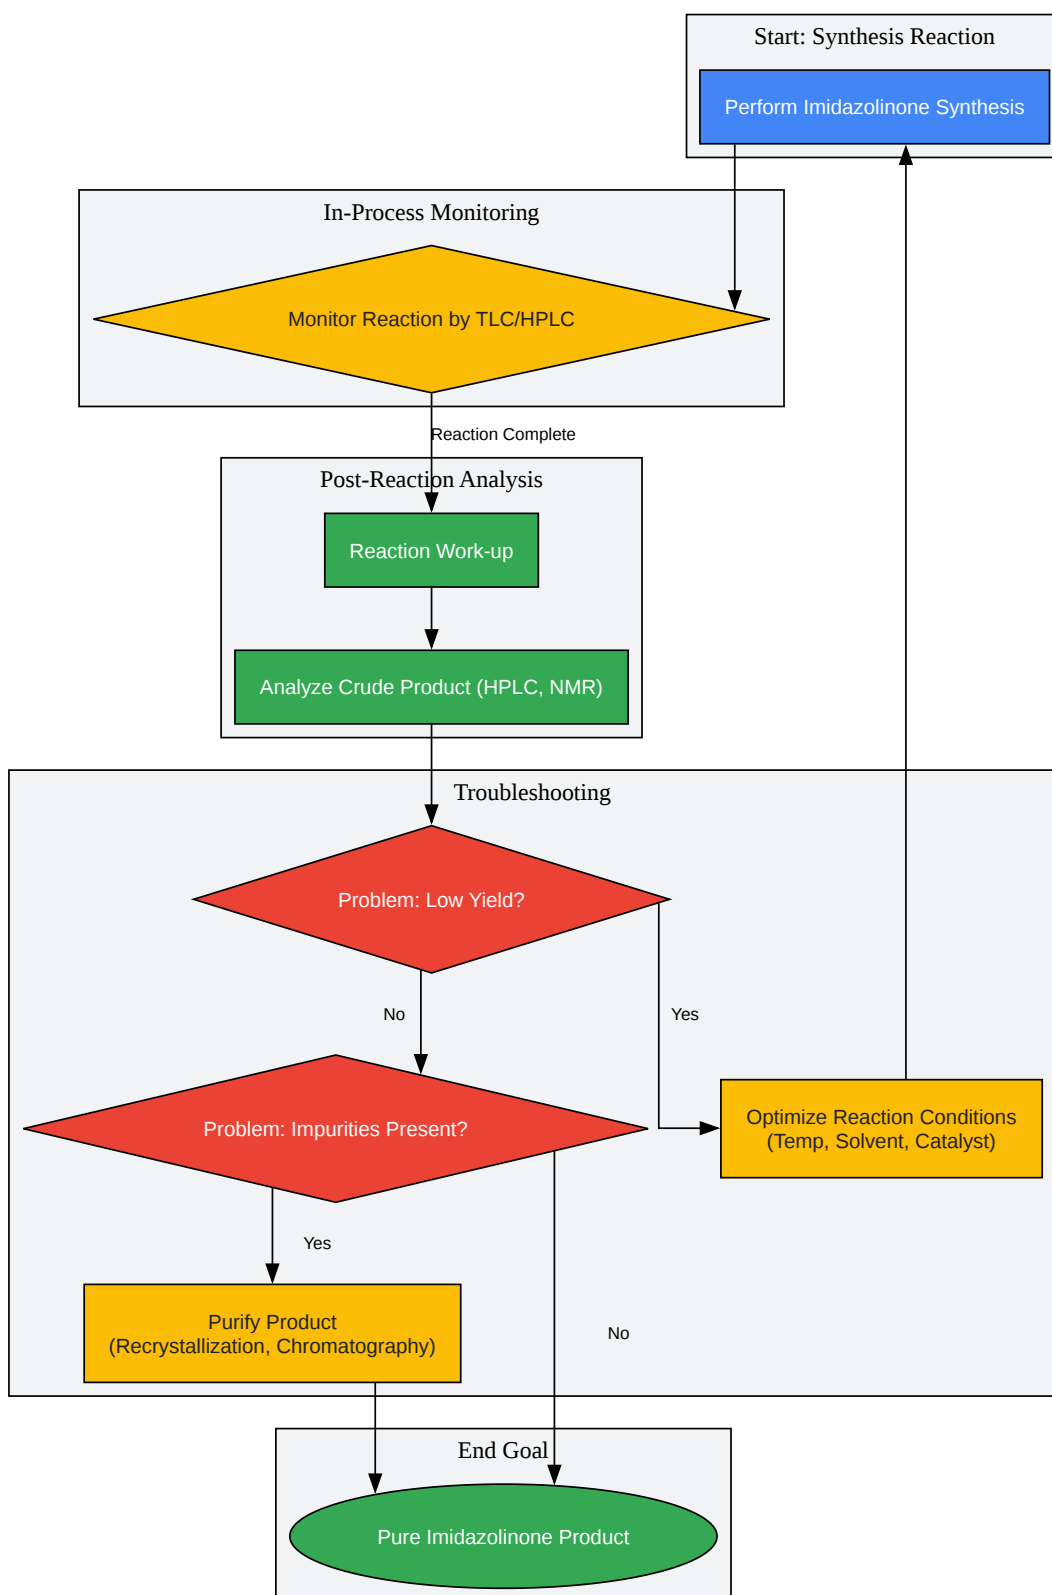 Start: Synthesis Reaction
Perform Imidazolinone Synthesis
In-Process Monitoring
Monitor Reaction by TLC/HPLC
Reaction Complete
Post-Reaction Analysis
Reaction Work-up
Analyze Crude Product (HPLC, NMR)
Troubleshooting
Problem: Low Yield?
No
Yes
Problem: Impurities Present?
Optimize Reaction Conditions
(Temp, Solvent, Catalyst)
Yes
Purify Product
(Recrystallization, Chromatography)
No
End Goal
Pure Imidazolinone Product